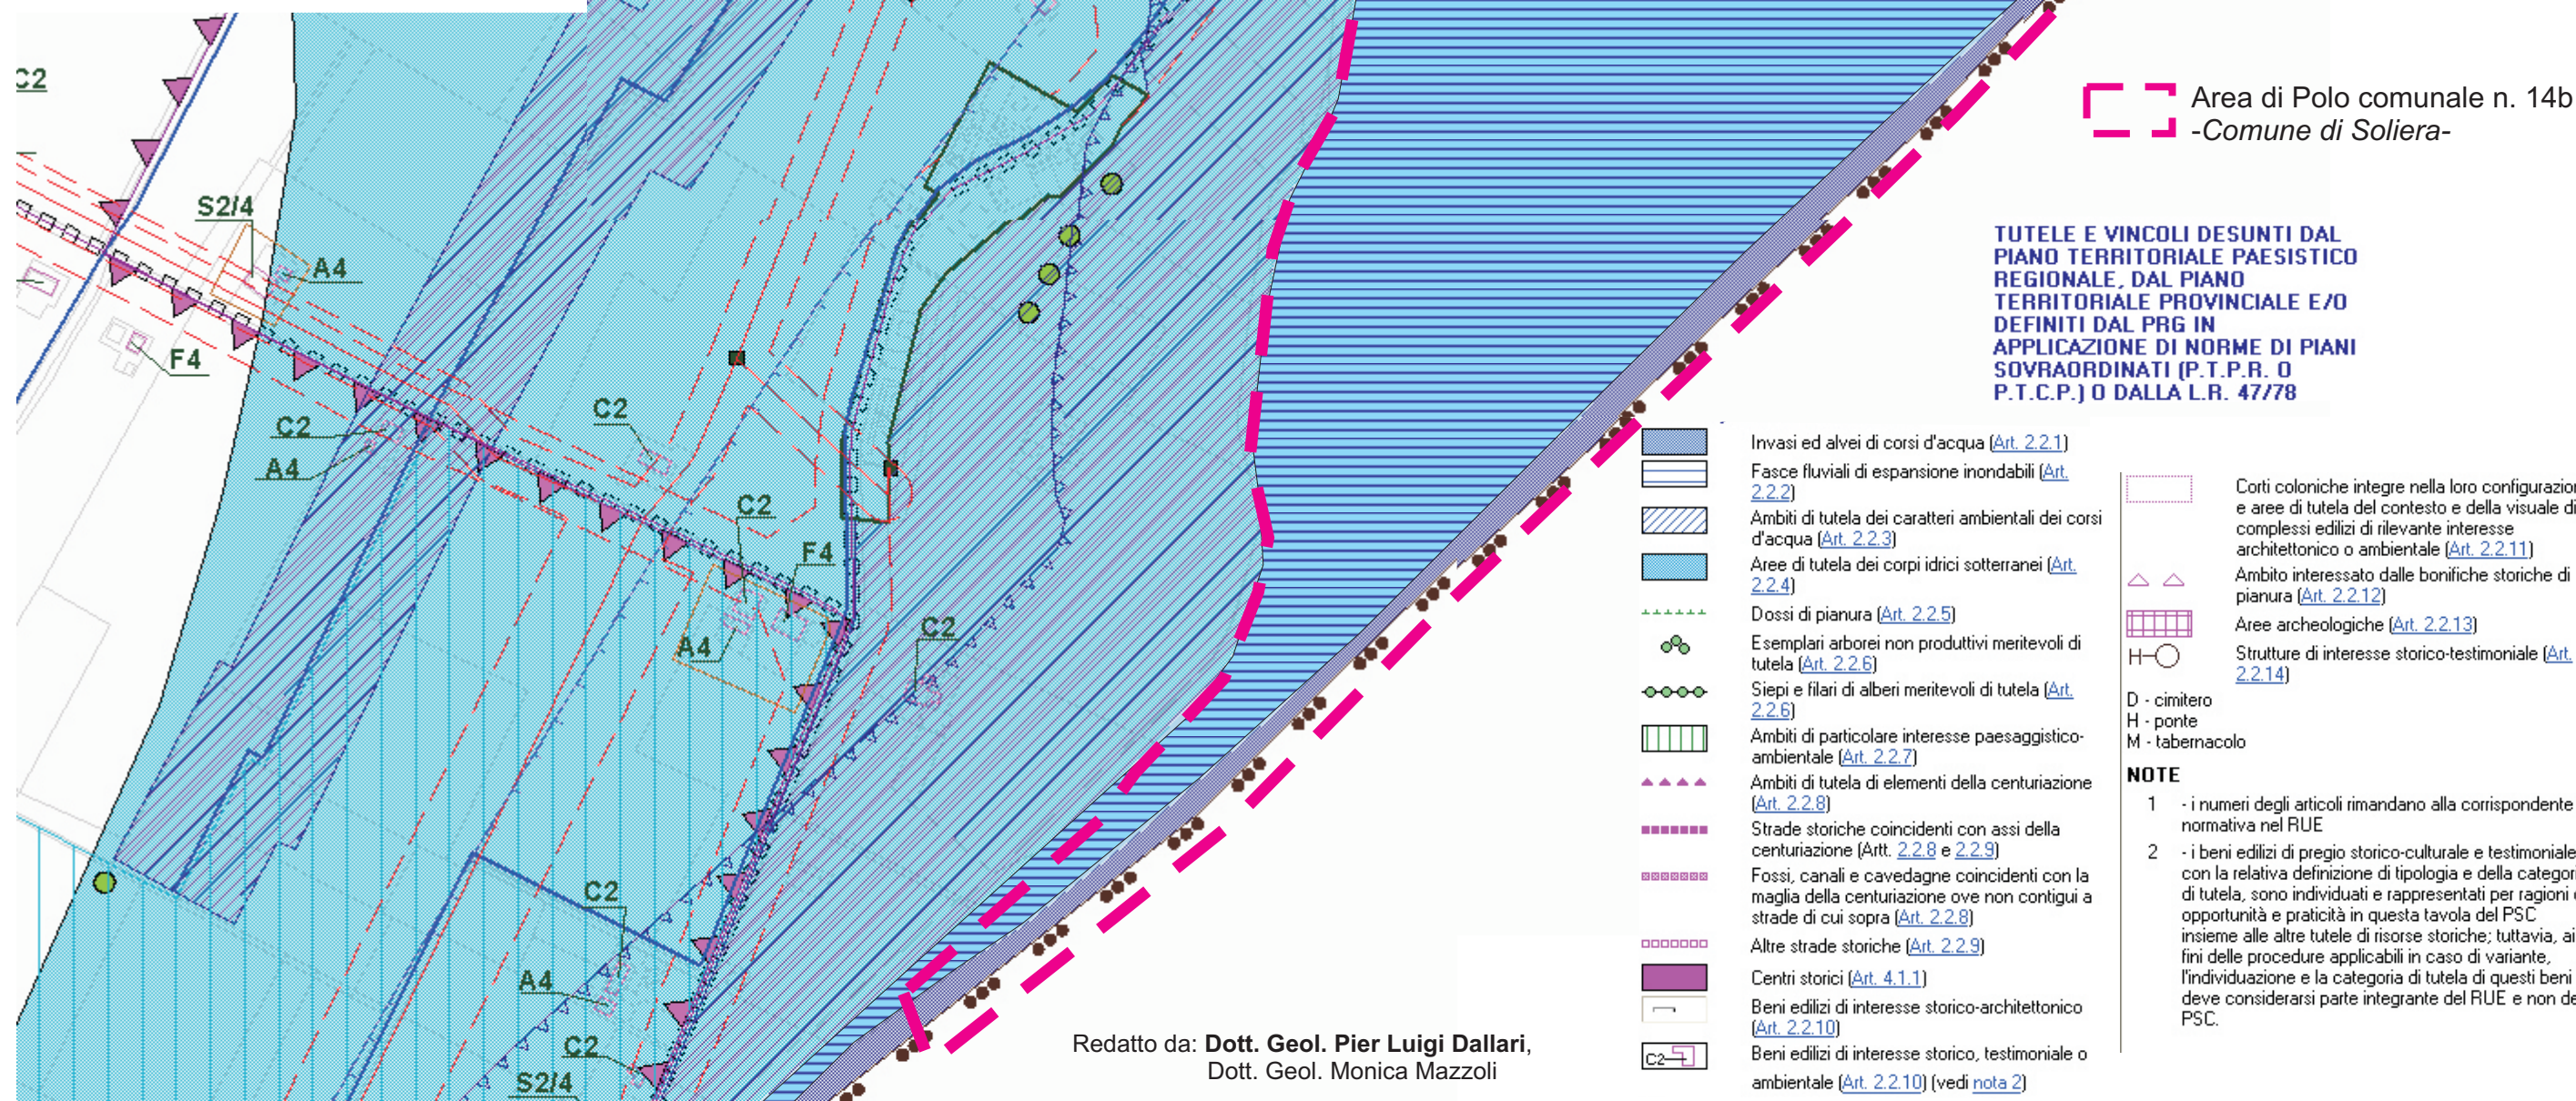 C2
S2/4
A4
F4
C2
A4
C2
C2
F4
A4
C2
C2
A4
C2
S2/4
Area di Polo comunale n. 14b
-Comune di Soliera-
TUTELE E VINCOLI DESUNTI DAL
PIANO TERRITORIALE PAESISTICO
REGIONALE, DAL PIANO
TERRITORIALE PROVINCIALE E/O
DEFINITI DAL PRG IN
APPLICAZIONE DI NORME DI PIANI
SOVRAORDINATI (P.T.P.R. O
P.T.C.P.) O DALLA L.R. 47/78
Invasi ed alvei di corsi d'acqua (Art. 2.2.1)
Fasce fluviali di espansione inondabili (Art.
2.2.2)
Ambiti di tutela dei caratteri ambientali dei corsi
d'acqua (Art. 2.2.3)
Aree di tutela dei corpi idrici sotterranei (Art.
2.2.4)
Dossi di pianura (Art. 2.2.5)
Esemplari arborei non produttivi meritevoli di
tutela (Art. 2.2.6)
Siepi e filari di alberi meritevoli di tutela (Art.
2.2.6)
Ambiti di particolare interesse paesaggistico-
ambientale (Art. 2.2.7)
Ambiti di tutela di elementi della centuriazione
(Art. 2.2.8)
Strade storiche coincidenti con assi della
centuriazione (Artt. 2.2.8 e 2.2.9)
Fossi, canali e cavedagne coincidenti con la
maglia della centuriazione ove non contigui a
strade di cui sopra (Art. 2.2.8)
Altre strade storiche (Art. 2.2.9)
Centri storici (Art. 4.1.1)
Beni edilizi di interesse storico-architettonico
(Art. 2.2.10)
C2
Beni edilizi di interesse storico, testimoniale o
ambientale (Art. 2.2.10) (vedi nota 2)
Corti coloniche integre nella loro configurazion
e aree di tutela del contesto e della visuale di
complessi edilizi di rilevante interesse
architettonico o ambientale (Art. 2.2.11)
Ambito interessato dalle bonifiche storiche di
pianura (Art. 2.2.12)
Aree archeologiche (Art. 2.2.13)
H
Strutture di interesse storico-testimoniale (Art.
2.2.14)
D - cimitero
H - ponte
M - tabernacolo
NOTE
1 - i numeri degli articoli rimandano alla corrispondente
normativa nel RUE
2 - i beni edilizi di pregio storico-culturale e testimoniale
con la relativa definizione di tipologia e della categori
di tutela, sono individuati e rappresentati per ragioni
opportunità e praticità in questa tavola del PSC
insieme alle altre tutele di risorse storiche; tuttavia, ai
fini delle procedure applicabili in caso di variante,
l'individuazione e la categoria di tutela di questi beni
deve considerarsi parte integrante del RUE e non de
PSC.
Redatto da: Dott. Geol. Pier Luigi Dallari,
Dott. Geol. Monica Mazzoli